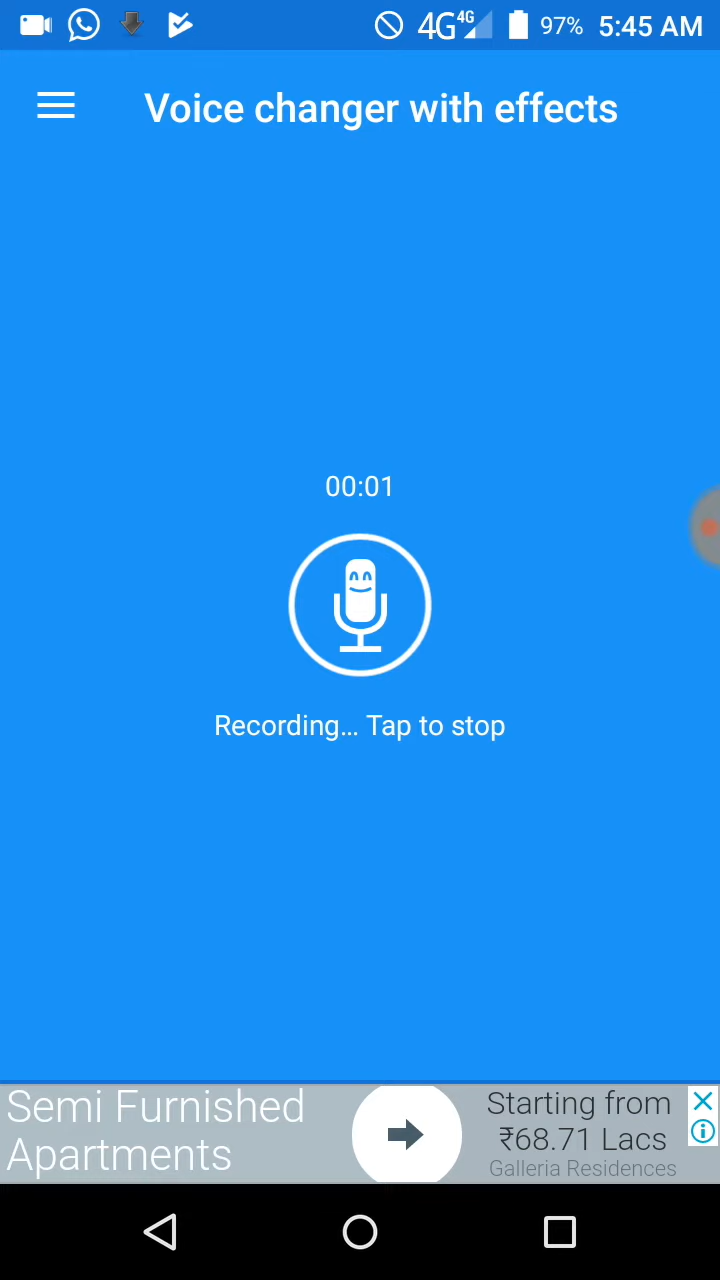 4G 4G 97% 5:45 AM
Voice changer with effects
00:01
Recording... Tap to stop
Semi Furnished
Apartments
Starting from
₹68.71 Lacs
Galleria Residences